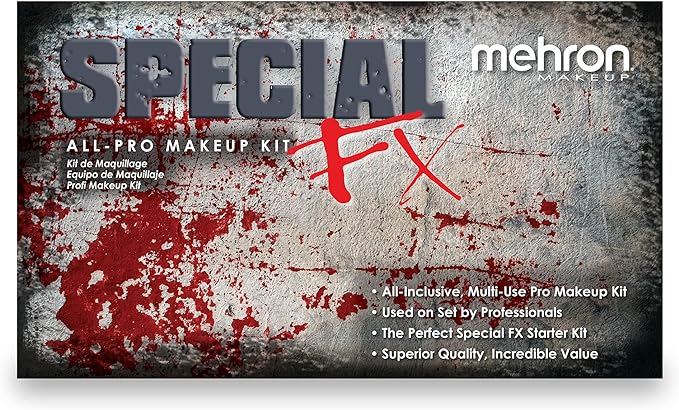 SPECIAL
FX
mehron
MAKEUP
ALL-PRO MAKEUP KIT
Kit de Maquillage
Equipo de Maquillaje
Profi Makeup Kit
• All-Inclusive, Multi-Use Pro Makeup Kit
• Used on Set by Professionals
• The Perfect Special FX Starter Kit
• Superior Quality, Incredible Value